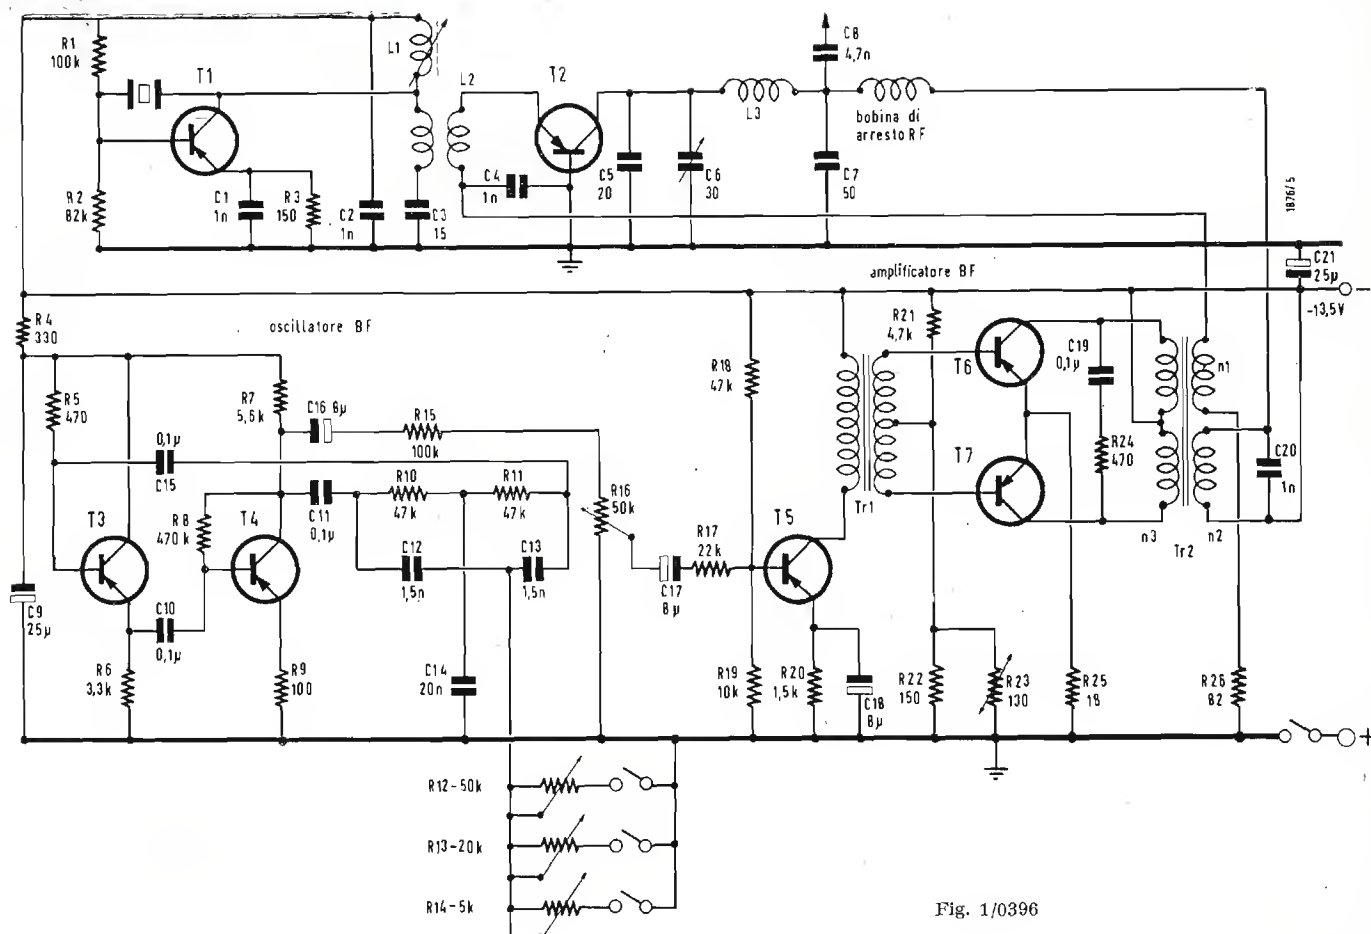 R1
100k
T1
L1
L2
T2
C8
4,7n
L3
bobina di
arresto RF
R2
82k
C1
1n
R3
150
C2
1n
C3
15
C4
1n
C5
20
C6
30
C7
50
1876/5
C21
25µ
-13,5V
amplificatore BF
oscillatore BF
R4
330
R5
470
R7
5,6k
C16 8µ
R15
100k
0,1µ
C15
R8
470k
T3
T4
C11
0,1µ
R10
47k
R11
47k
C12
1,5n
C13
1,5n
R16
50k
R17
22k
C17
8µ
R18
47k
T5
Tr1
R21
4,7k
T6
T7
C19
0,1µ
R24
470
n1
n3
n2
Tr2
C20
1n
C9
25µ
C10
0,1µ
R6
3,3k
R9
100
C14
20n
R19
10k
R20
1,5k
C18
8µ
R22
150
R23
130
R25
18
R26
82
+
R12-50k
R13-20k
R14-5k
Fig. 1/0396